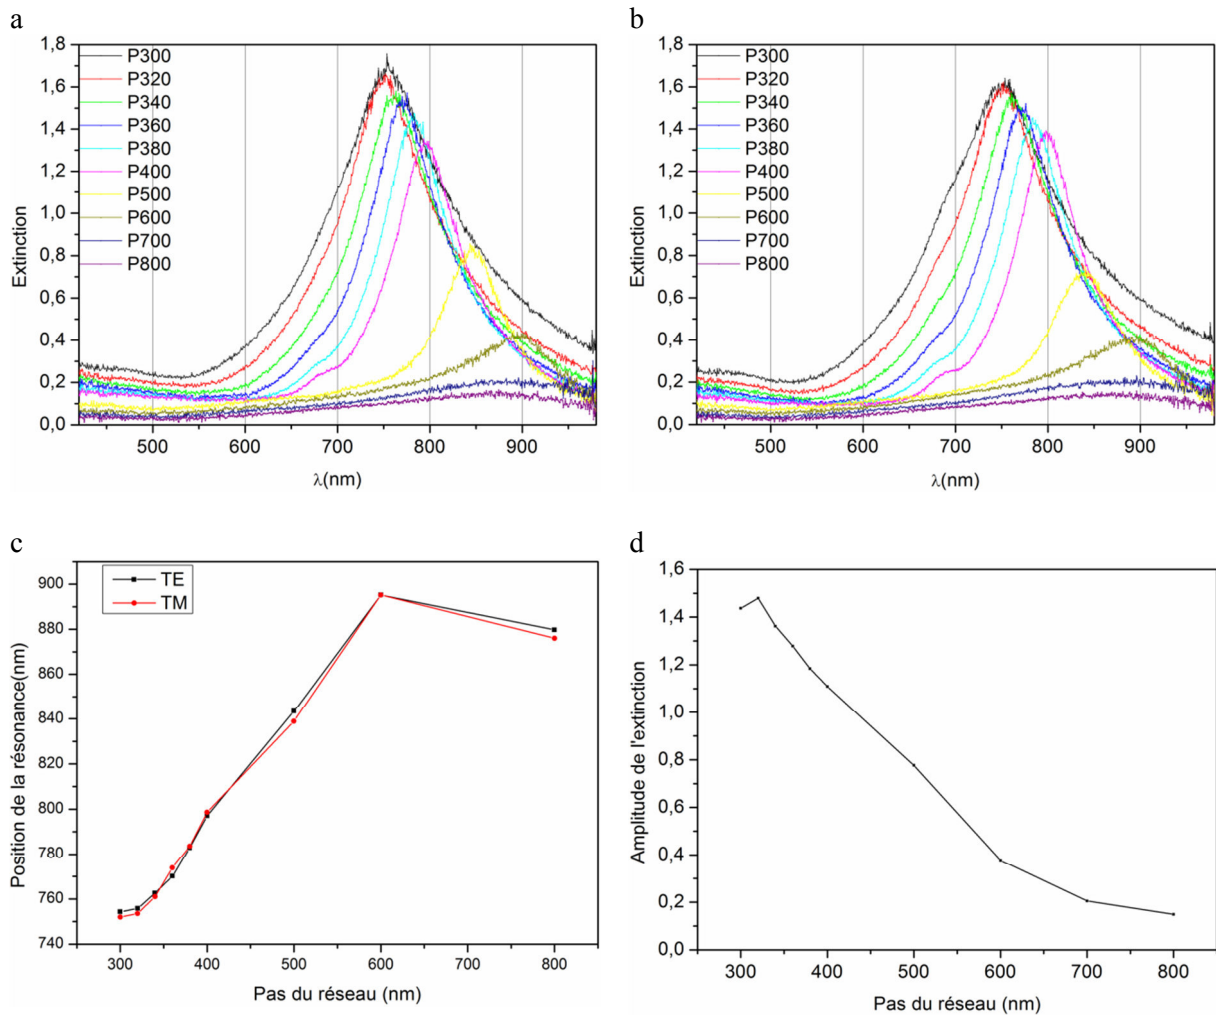 a
1,8
1,6
1,4
1,2
1,0
0,8
0,6
0,4
0,2
0,0
Extinction
P300
P320
P340
P360
P380
P400
P500
P600
P700
P800
500 600 700 800 900
λ(nm)
b
1,8
1,6
1,4
1,2
1,0
0,8
0,6
0,4
0,2
0,0
Extinction
P300
P320
P340
P360
P380
P400
P500
P600
P700
P800
500 600 700 800 900
λ(nm)
c
900
880
860
840
820
800
780
760
740
Position de la résonance(nm)
TE
TM
300 400 500 600 700 800
Pas du réseau (nm)
d
1,6
1,4
1,2
1,0
0,8
0,6
0,4
0,2
0,0
Amplitude de l'extinction
300 400 500 600 700 800
Pas du réseau (nm)